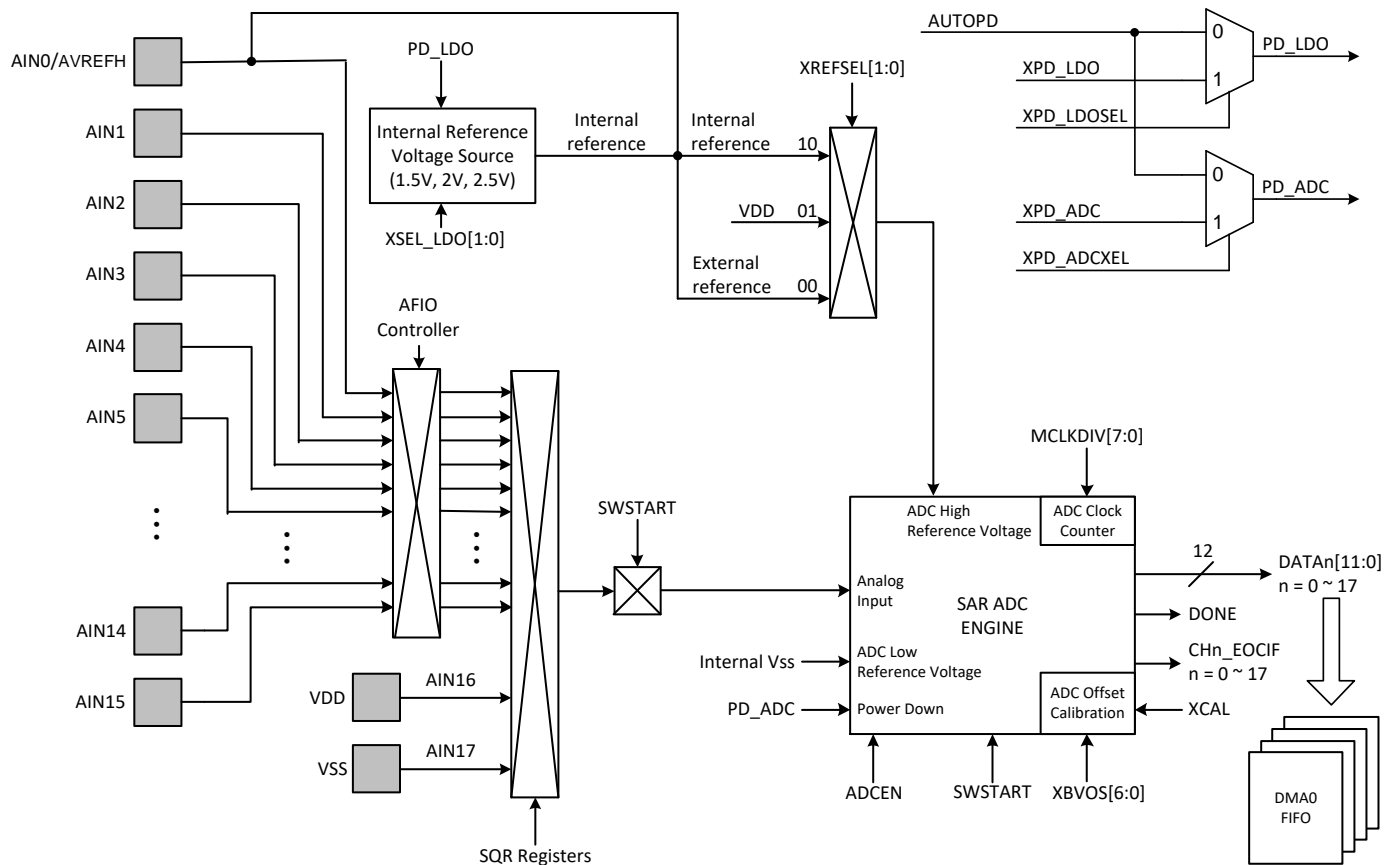 AIN0/AVREFH
AIN1
AIN2
AIN3
AIN4
AIN5
AIN14
AIN15
VDD
AIN16
VSS
AIN17
PD_LDO
Internal Reference
Voltage Source
(1.5V, 2V, 2.5V)
XSEL_LDO[1:0]
Internal
reference
Internal
reference
10
VDD
01
External
reference
00
XREFSEL[1:0]
AUTOPD
0
PD_LDO
XPD_LDO
1
XPD_LDOSEL
0
PD_ADC
XPD_ADC
1
XPD_ADCXEL
AFIO
Controller
SQR Registers
SWSTART
MCLKDIV[7:0]
ADC High
Reference Voltage
ADC Clock
Counter
Analog
Input
SAR ADC
ENGINE
Internal Vss
ADC Low
Reference Voltage
PD_ADC
Power Down
ADC Offset
Calibration
12
DATAn[11:0]
n = 0 ~ 17
DONE
CHn_EOCIF
n = 0 ~ 17
XCAL
ADCEN
SWSTART
XBVOS[6:0]
DMA0
FIFO